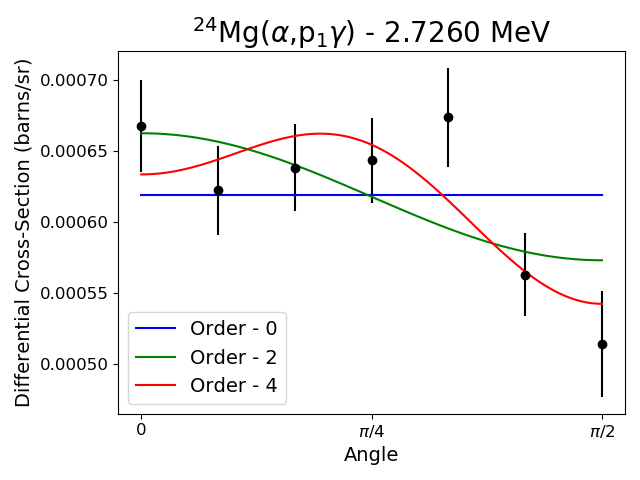 ²⁴Mg(α,p₁γ) - 2.7260 MeV
Differential Cross-Section (barns/sr)
0.00070
0.00065
0.00060
0.00055
0.00050
Order - 0
Order - 2
Order - 4
0 π/4 π/2
Angle